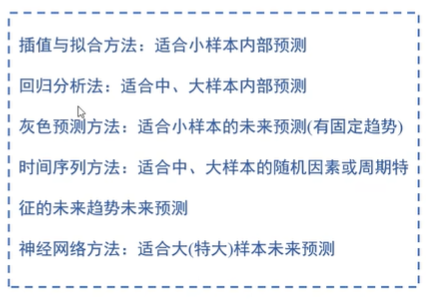 插值与拟合方法：适合小样本内部预测
回归分析法：适合中、大样本内部预测
灰色预测方法：适合小样本的未来预测(有固定趋势)
时间序列方法：适合中、大样本的随机因素或周期特
征的未来趋势未来预测
神经网络方法：适合大(特大)样本未来预测